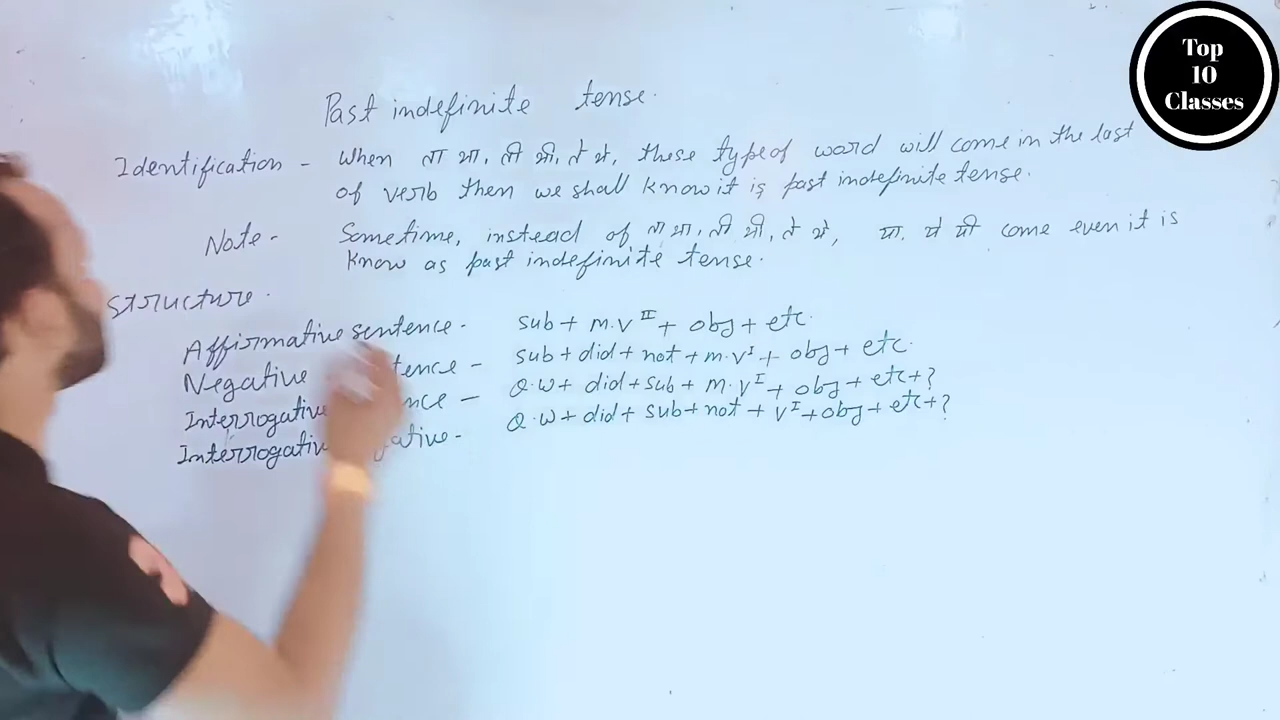 Top
10
Classes
Past indefinite tense.
Identification - When ता था, ती थी, ते थे, these type of word will come in the last
of verb then we shall know it is past indefinite tense.
Note - Sometime, instead of ता था, ती थी, ते थे, या, ये यी come even it is
know as past indefinite tense.
Structure.
Affirmative sentence - sub + m.v II + obj + etc.
Negative tence - sub + did + not + m.v I + obj + etc.
Interrogative nce - Q.w + did + sub + m.v I + obj + etc + ?
Interrogative ative - Q.w + did + sub + not + v I + obj + etc + ?